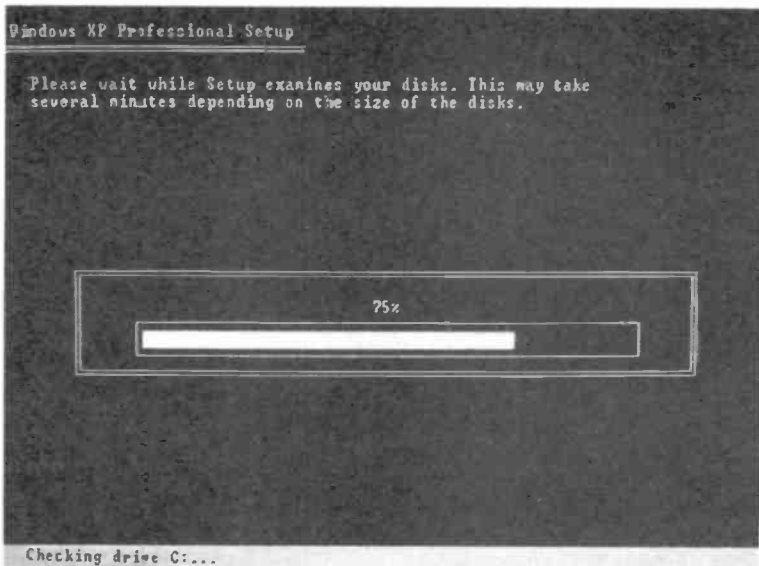 Windows XP Professional Setup
Please wait while Setup examines your disks. This may take
several minutes depending on the size of the disks.
75%
Checking drive C:...